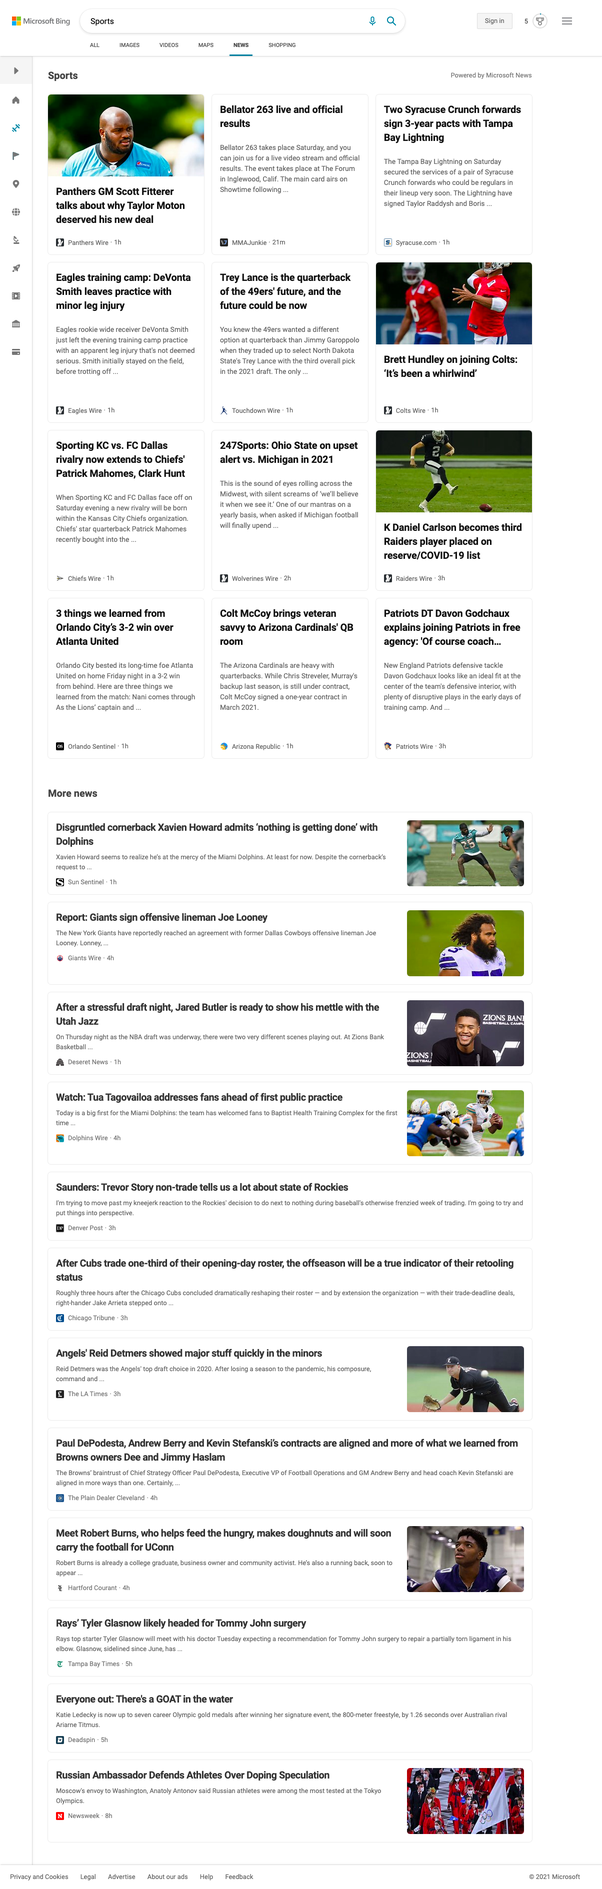 Microsoft Bing
Sports
Sign in
5
ALL
IMAGES
VIDEOS
MAPS
NEWS
SHOPPING
Sports
Powered by Microsoft News
Panthers GM Scott Fitterer
talks about why Taylor Moton
deserved his new deal
Panthers Wire · 1h
Bellator 263 live and official
results
Bellator 263 takes place Saturday, and you
can join us for a live video stream and official
results. The event takes place at The Forum
in Inglewood, Calif. The main card airs on
Showtime following ...
MMAJunkie · 21m
Two Syracuse Crunch forwards
sign 3-year pacts with Tampa
Bay Lightning
The Tampa Bay Lightning on Saturday
secured the services of a pair of Syracuse
Crunch forwards who could be regulars in
their lineup very soon. The Lightning have
signed Taylor Raddysh and Boris ...
Syracuse.com · 1h
Eagles training camp: DeVonta
Smith leaves practice with
minor leg injury
Eagles rookie wide receiver DeVonta Smith
just left the evening training camp practice
with an apparent leg injury that's not deemed
serious. Smith initially stayed on the field,
before trotting off ...
Eagles Wire · 1h
Trey Lance is the quarterback
of the 49ers' future, and the
future could be now
You knew the 49ers wanted a different
option at quarterback than Jimmy Garoppolo
when they traded up to select North Dakota
State's Trey Lance with the third overall pick
in the 2021 draft. The only ...
Touchdown Wire · 1h
Brett Hundley on joining Colts:
‘It's been a whirlwind’
Colts Wire · 1h
Sporting KC vs. FC Dallas
rivalry now extends to Chiefs'
Patrick Mahomes, Clark Hunt
When Sporting KC and FC Dallas face off on
Saturday evening a new rivalry will be born
within the Kansas City Chiefs organization.
Chiefs' star quarterback Patrick Mahomes
recently bought into the ...
Chiefs Wire · 1h
247Sports: Ohio State on upset
alert vs. Michigan in 2021
This is the sound of eyes rolling across the
Midwest, with silent screams of ‘we'll believe
it when we see it.’ One of our mantras on a
yearly basis, when asked if Michigan football
will finally upend ...
Wolverines Wire · 2h
K Daniel Carlson becomes third
Raiders player placed on
reserve/COVID-19 list
Raiders Wire · 3h
3 things we learned from
Orlando City's 3-2 win over
Atlanta United
Orlando City bested its long-time foe Atlanta
United on home Friday night in a 3-2 win
from behind. Here are three things we
learned from the match: Nani comes through
As the Lions' captain and ...
Orlando Sentinel · 1h
Colt McCoy brings veteran
savvy to Arizona Cardinals' QB
room
The Arizona Cardinals are heavy with
quarterbacks. While Chris Streveler, Murray's
backup last season, is still under contract,
Colt McCoy signed a one-year contract in
March 2021.
Arizona Republic · 1h
Patriots DT Davon Godchaux
explains joining Patriots in free
agency: 'Of course coach...
New England Patriots defensive tackle
Davon Godchaux looks like an ideal fit at the
center of the team's defensive interior, with
plenty of disruptive plays in the early days of
training camp. And ...
Patriots Wire · 3h
More news
Disgruntled cornerback Xavien Howard admits ‘nothing is getting done’ with
Dolphins
Xavien Howard seems to realize he's at the mercy of the Miami Dolphins. At least for now. Despite the cornerback's
request to ...
Sun Sentinel · 1h
Report: Giants sign offensive lineman Joe Looney
The New York Giants have reportedly reached an agreement with former Dallas Cowboys offensive lineman Joe
Looney. Lonney, ...
Giants Wire · 4h
After a stressful draft night, Jared Butler is ready to show his mettle with the
Utah Jazz
On Thursday night as the NBA draft was underway, there were two very different scenes playing out. At Zions Bank
Basketball ...
Deseret News · 1h
ZIONS BAN
BASKETBALL CAMPU
Watch: Tua Tagovailoa addresses fans ahead of first public practice
Today is a big first for the Miami Dolphins: the team has welcomed fans to Baptist Health Training Complex for the first
time ...
Dolphins Wire · 4h
Saunders: Trevor Story non-trade tells us a lot about state of Rockies
I'm trying to move past my kneejerk reaction to the Rockies' decision to do next to nothing during baseball's otherwise frenzied week of trading. I'm going to try and
put things into perspective.
Denver Post · 3h
After Cubs trade one-third of their opening-day roster, the offseason will be a true indicator of their retooling
status
Roughly three hours after the Chicago Cubs concluded dramatically reshaping their roster — and by extension the organization — with their trade-deadline deals,
right-hander Jake Arrieta stepped onto ...
Chicago Tribune · 3h
Angels' Reid Detmers showed major stuff quickly in the minors
Reid Detmers was the Angels' top draft choice in 2020. After losing a season to the pandemic, his composure,
command and ...
The LA Times · 3h
Paul DePodesta, Andrew Berry and Kevin Stefanski's contracts are aligned and more of what we learned from
Browns owners Dee and Jimmy Haslam
The Browns' braintrust of Chief Strategy Officer Paul DePodesta, Executive VP of Football Operations and GM Andrew Berry and head coach Kevin Stefanski are
aligned in more ways than one. Certainly, ...
The Plain Dealer Cleveland · 4h
Meet Robert Burns, who helps feed the hungry, makes doughnuts and will soon
carry the football for UConn
Robert Burns is already a college graduate, business owner and community activist. He's also a running back, soon to
appear ...
Hartford Courant · 4h
Rays' Tyler Glasnow likely headed for Tommy John surgery
Rays top starter Tyler Glasnow will meet with his doctor Tuesday expecting a recommendation for Tommy John surgery to repair a partially torn ligament in his
elbow. Glasnow, sidelined since June, has ...
Tampa Bay Times · 5h
Everyone out: There's a GOAT in the water
Katie Ledecky is now up to seven career Olympic gold medals after winning her signature event, the 800-meter freestyle, by 1.26 seconds over Australian rival
Ariarne Titmus.
Deadspin · 5h
Russian Ambassador Defends Athletes Over Doping Speculation
Moscow's envoy to Washington, Anatoly Antonov said Russian athletes were among the most tested at the Tokyo
Olympics.
Newsweek · 8h
Privacy and Cookies
Legal
Advertise
About our ads
Help
Feedback
© 2021 Microsoft